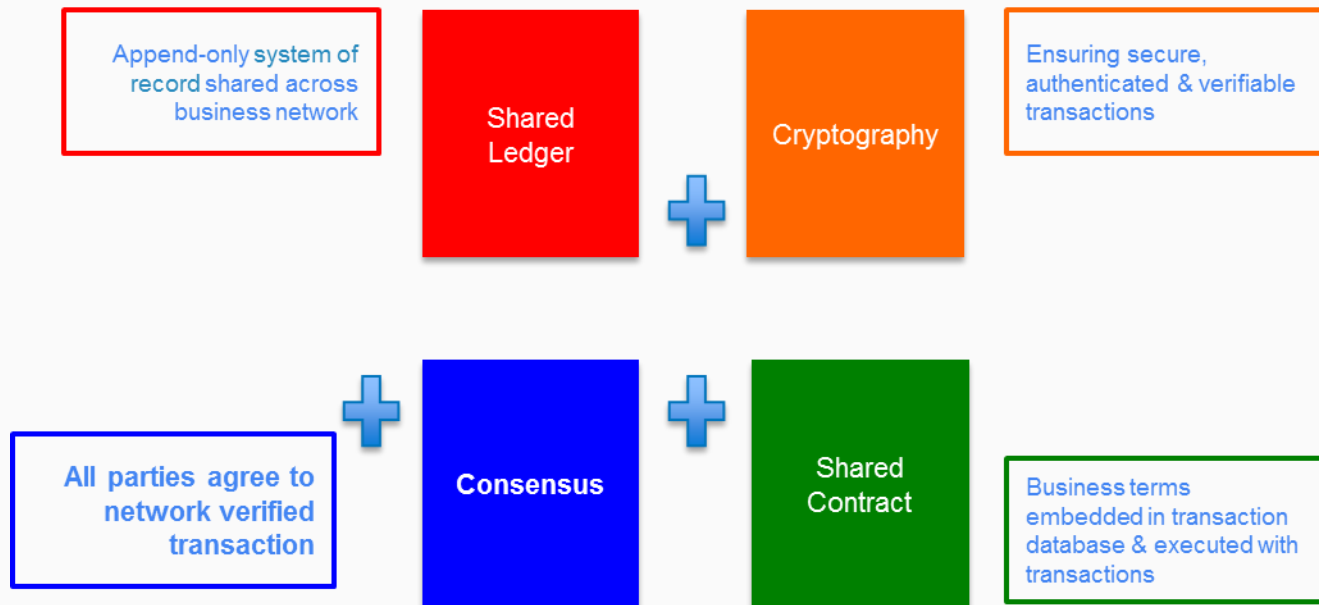 Append-only system of
record shared across
business network
Shared
Ledger
Cryptography
Ensuring secure,
authenticated & verifiable
transactions
All parties agree to
network verified
transaction
Consensus
Shared
Contract
Business terms
embedded in transaction
database & executed with
transactions